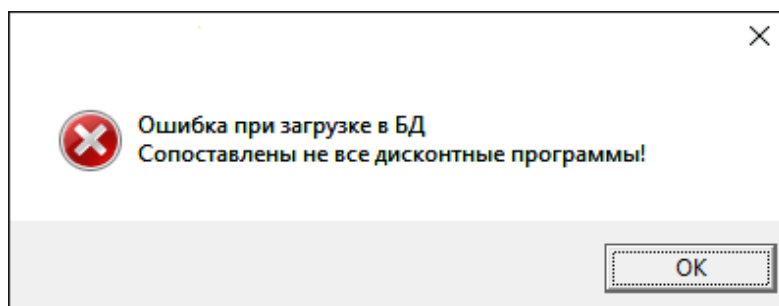 Ошибка при загрузке в БД
Сопоставлены не все дисконтные программы!
OK